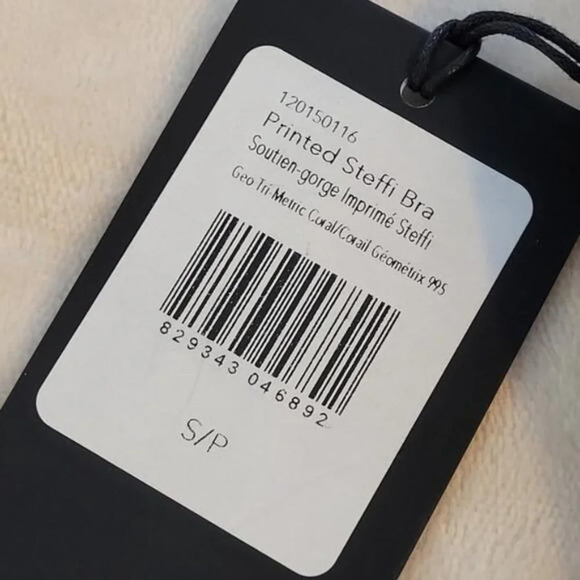 120150116
Printed Steffi Bra
Soutien-gorge Imprimé Steffi
Geo Tri-Metric Coral/Corail Géométrix 995
829343 046892
S/P